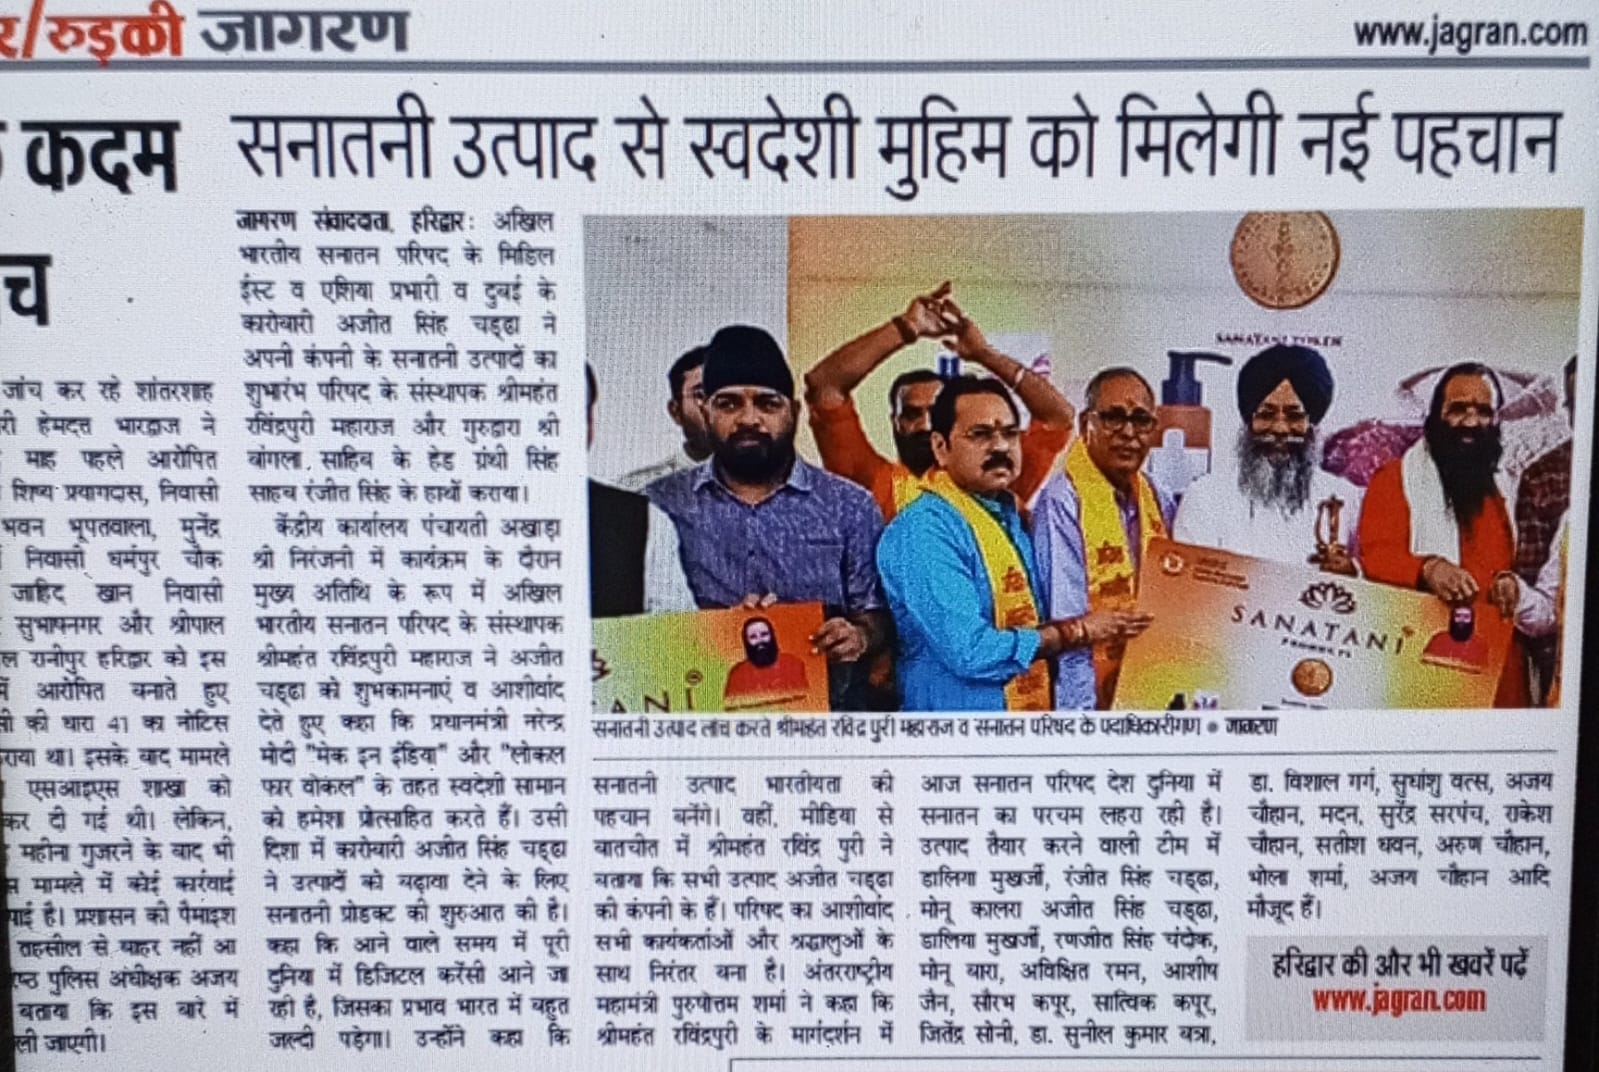 र/रुड़की जागरण
www.jagran.com
कदम
च
जांच कर रहे शांतरशाह
री हेमदत्त भारद्वाज ने
माह पहले आरोपित
शिष्य प्रयागदास, निवासी
भवन भूपतवाला, मुनेंद्र
निवासी धर्मपुर चौक
जाहिद खान निवासी
सुभाषनगर और श्रीपाल
ल रानीपुर हरिद्वार को इस
में आरोपित बनाते हुए
सी की धारा 41 का नोटिस
राया था। इसके बाद मामले
एसआइएस शाखा को
कर दी गई थी। लेकिन,
महीना गुजरने के बाद भी
स मामले में कोई कार्रवाई
पाई है। प्रशासन की पैमाइश
तहसील से बाहर नहीं आ
रिष्ठ पुलिस अधीक्षक अजय
बताया कि इस बारे में
ली जाएगी।
सनातनी उत्पाद से स्वदेशी मुहिम को मिलेगी नई पहचान
जागरण संवाददाता, हरिद्वार: अखिल
भारतीय सनातन परिषद के मिडिल
ईस्ट व एशिया प्रभारी व दुबई के
कारोबारी अजीत सिंह चड्ढा ने
अपनी कंपनी के सनातनी उत्पादों का
शुभारंभ परिषद के संस्थापक श्रीमहंत
रविंद्रपुरी महाराज और गुरुद्वारा श्री
बांगला साहिब के हेड ग्रंथी सिंह
साहब रंजीत सिंह के हाथों कराया।
केंद्रीय कार्यालय पंचायती अखाड़ा
श्री निरंजनी में कार्यक्रम के दौरान
मुख्य अतिथि के रूप में अखिल
भारतीय सनातन परिषद के संस्थापक
श्रीमहंत रविंद्रपुरी महाराज ने अजीत
चड्ढा को शुभकामनाएं व आशीर्वाद
देते हुए कहा कि प्रधानमंत्री नरेन्द्र
मोदी "मेक इन इंडिया" और "लोकल
फार वोकल" के तहत स्वदेशी सामान
को हमेशा प्रोत्साहित करते हैं। उसी
दिशा में कारोबारी अजीत सिंह चड्ढा
ने उत्पादों को बढ़ावा देने के लिए
सनातनी प्रोडक्ट की शुरुआत की है।
कहा कि आने वाले समय में पूरी
दुनिया में डिजिटल करेंसी आने जा
रही है, जिसका प्रभाव भारत में बहुत
जल्दी पड़ेगा। उन्होंने कहा कि
SANATANI TOKEN
SANATANI
PRODUCTS
TANI
सनातनी उत्पाद लांच करते श्रीमहंत रविंद्र पुरी महाराज व सनातन परिषद के पदाधिकारीगण ● जागरण
सनातनी उत्पाद भारतीयता की
पहचान बनेंगे। वहीं, मीडिया से
बातचीत में श्रीमहंत रविंद्र पुरी ने
बताया कि सभी उत्पाद अजीत चड्ढा
की कंपनी के हैं। परिषद का आशीर्वाद
सभी कार्यकर्ताओं और श्रद्धालुओं के
साथ निरंतर बना है। अंतरराष्ट्रीय
महामंत्री पुरुषोत्तम शर्मा ने कहा कि
श्रीमहंत रविंद्रपुरी के मार्गदर्शन में
आज सनातन परिषद देश दुनिया में
सनातन का परचम लहरा रही है।
उत्पाद तैयार करने वाली टीम में
डालिया मुखर्जी, रंजीत सिंह चड्ढा,
मोनू कालरा अजीत सिंह चड्ढा,
डालिया मुखर्जी, रणजीत सिंह चंदोक,
मोनू बारा, अविक्षित रमन, आशीष
जैन, सौरभ कपूर, सात्विक कपूर,
जितेंद्र सोनी, डा. सुनील कुमार बत्रा,
डा. विशाल गर्ग, सुधांशु वत्स, अजय
चौहान, मदन, सुरेंद्र सरपंच, राकेश
चौहान, सतीश धवन, अरुण चौहान,
भोला शर्मा, अजय चौहान आदि
मौजूद हैं।
हरिद्वार की और भी खबरें पढ़ें
www.jagran.com